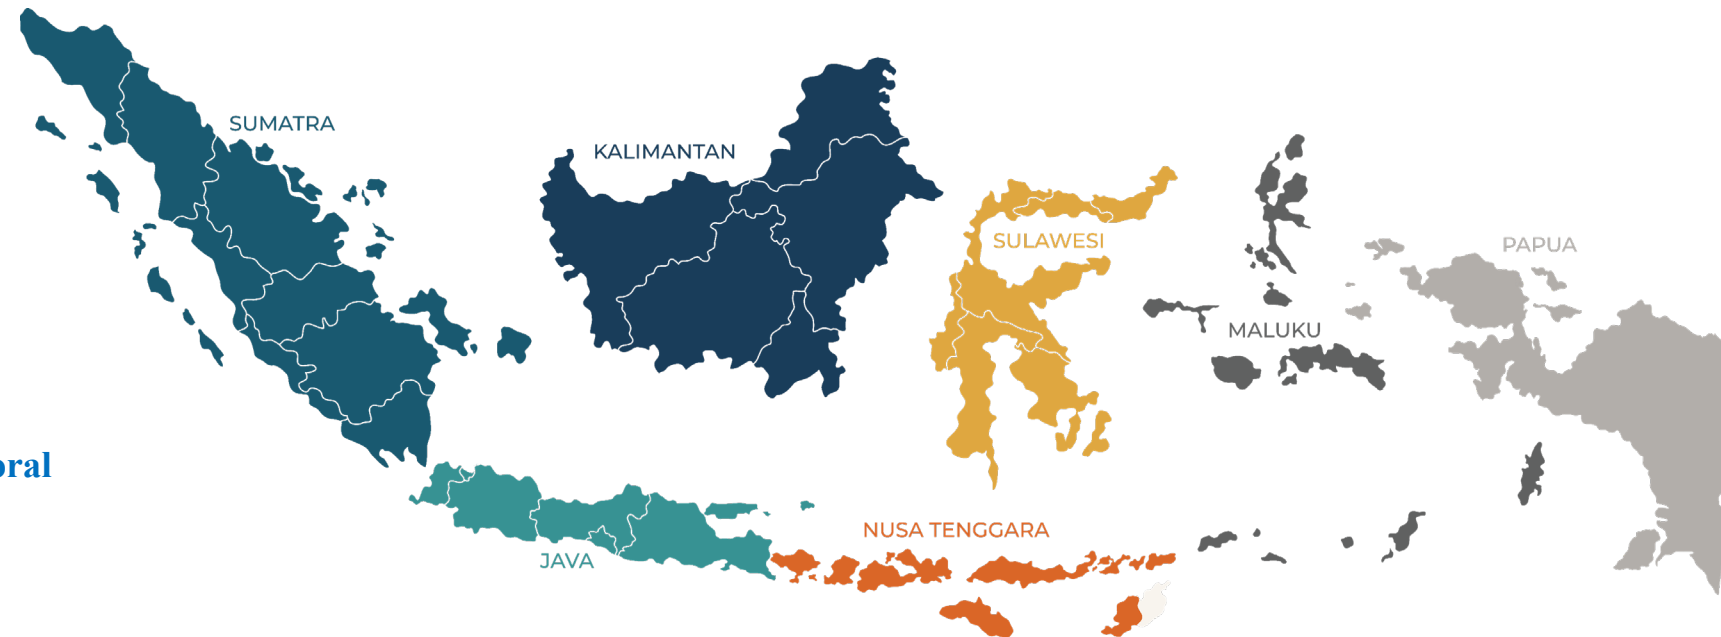 SUMATRA
KALIMANTAN
SULAWESI
PAPUA
MALUKU
oral
NUSA TENGGARA
JAVA